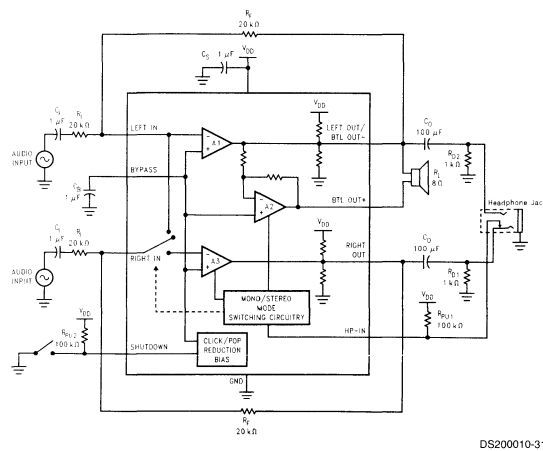 RF
20 kΩ
CS 1 µF VDD
Ci
1 µF
Ri
20 kΩ
LEFT IN
A1
VDD
LEFT OUT/
BTL OUT-
CO
100 µF
AUDIO
INPUT
BYPASS
CB
1 µF
A2
BTL OUT+
RL
8Ω
RD2
1 kΩ
Headphone Jac
Ci
1 µF
Ri
20 kΩ
RIGHT IN
A3
VDD
RIGHT
OUT
CO
100 µF
AUDIO
INPUT
MONO/STEREO
MODE
SWITCHING CIRCUITRY
RD1
1 kΩ
VDD
RPU1
100 kΩ
HP-IN
VDD
RPU2
100 kΩ
SHUTDOWN
CLICK/POP
REDUCTION
BIAS
GND
RF
20 kΩ
DS200010-31